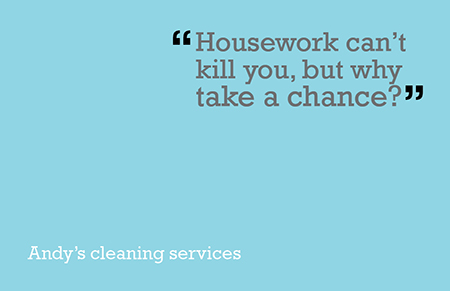 “Housework can’t
kill you, but why
take a chance?”
Andy’s cleaning services